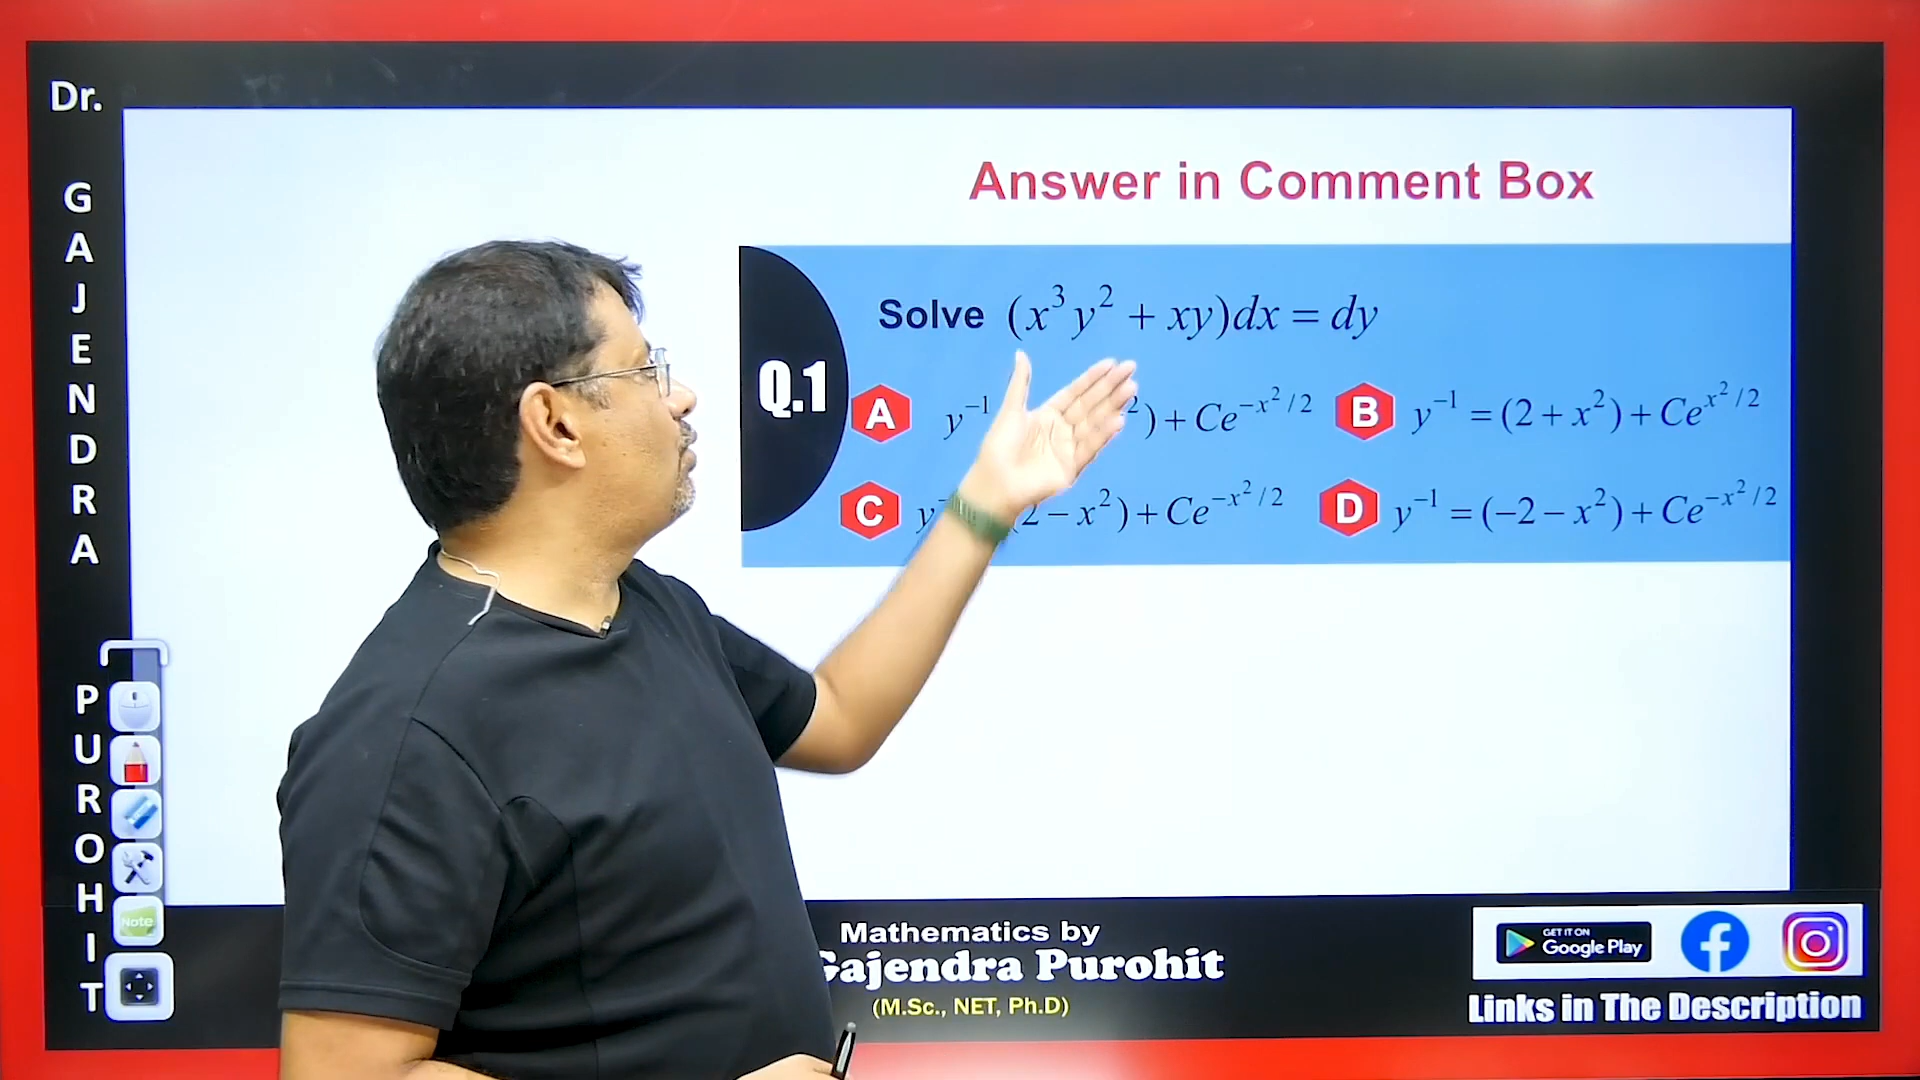 Dr.
GAJENDRA
PUROHIT
Answer in Comment Box
Q.1
Solve (x³y² + xy)dx = dy
A y⁻¹ ²) + Ce^(-x²/2)
B y⁻¹ = (2 + x²) + Ce^(x²/2)
C y 2 − x²) + Ce^(-x²/2)
D y⁻¹ = (−2 − x²) + Ce^(-x²/2)
Note
Mathematics by
Gajendra Purohit
(M.Sc., NET, Ph.D)
GET IT ON
Google Play
Links in The Description